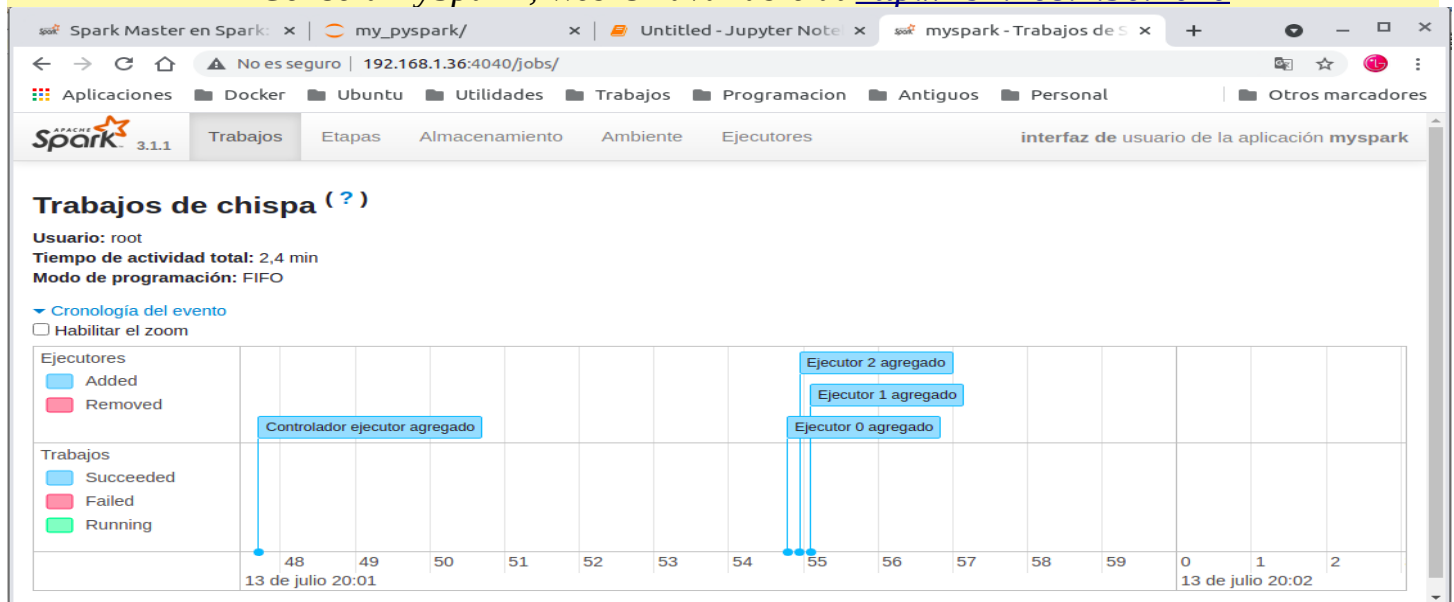 Spark Master en Spark:
my_pyspark/
Untitled - Jupyter Note
myspark - Trabajos de S
No es seguro | 192.168.1.36:4040/jobs/
Aplicaciones Docker Ubuntu Utilidades Trabajos Programacion Antiguos Personal Otros marcadores
APACHE Spark 3.1.1 Trabajos Etapas Almacenamiento Ambiente Ejecutores interfaz de usuario de la aplicación myspark
Trabajos de chispa ( ? )
Usuario: root
Tiempo de actividad total: 2,4 min
Modo de programación: FIFO
Cronología del evento
Habilitar el zoom
Ejecutores
Added
Removed
Ejecutor 2 agregado
Ejecutor 1 agregado
Controlador ejecutor agregado
Ejecutor 0 agregado
Trabajos
Succeeded
Failed
Running
48 49 50 51 52 53 54 55 56 57 58 59 0 1 2
13 de julio 20:01 13 de julio 20:02